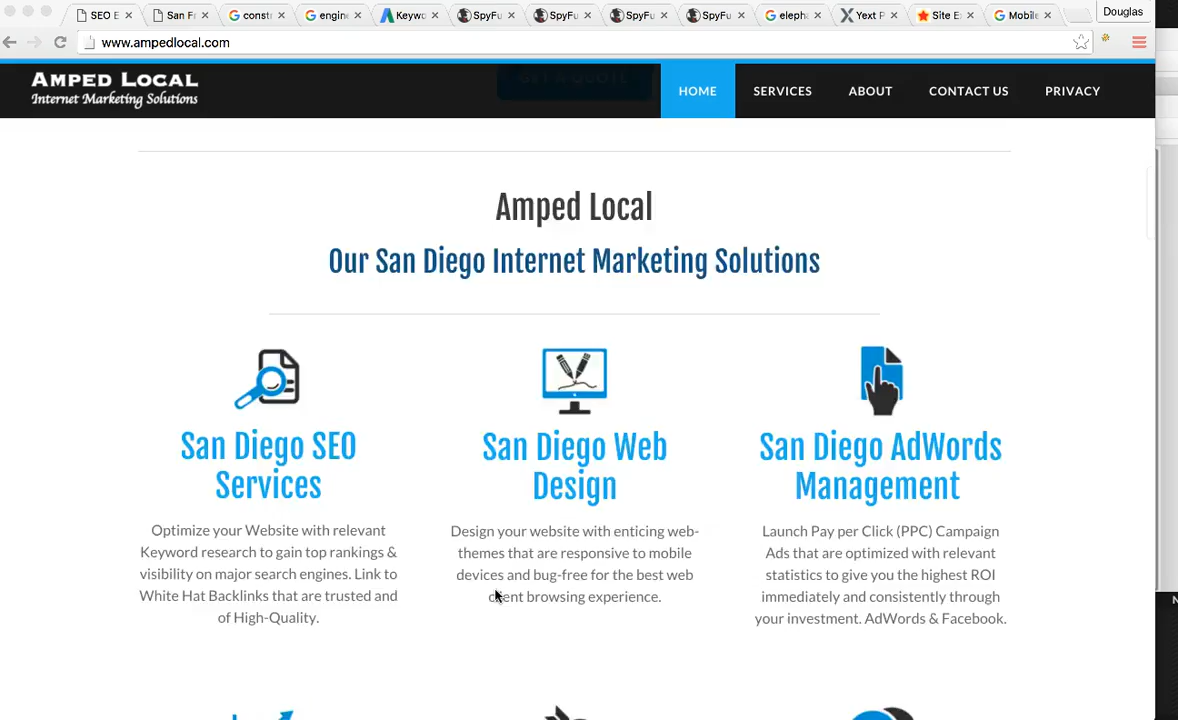 SEO E
San Fr
constr
engine
Keywo
SpyFu
SpyFu
SpyFu
SpyFu
eleph
Yext P
Site E
Mobile
Douglas
www.ampedlocal.com
AMPED LOCAL
Internet Marketing Solutions
GET A QUOTE
HOME
SERVICES
ABOUT
CONTACT US
PRIVACY
Amped Local
Our San Diego Internet Marketing Solutions
San Diego SEO
Services
Optimize your Website with relevant
Keyword research to gain top rankings &
visibility on major search engines. Link to
White Hat Backlinks that are trusted and
of High-Quality.
San Diego Web
Design
Design your website with enticing web-
themes that are responsive to mobile
devices and bug-free for the best web
client browsing experience.
San Diego AdWords
Management
Launch Pay per Click (PPC) Campaign
Ads that are optimized with relevant
statistics to give you the highest ROI
immediately and consistently through
your investment. AdWords & Facebook.